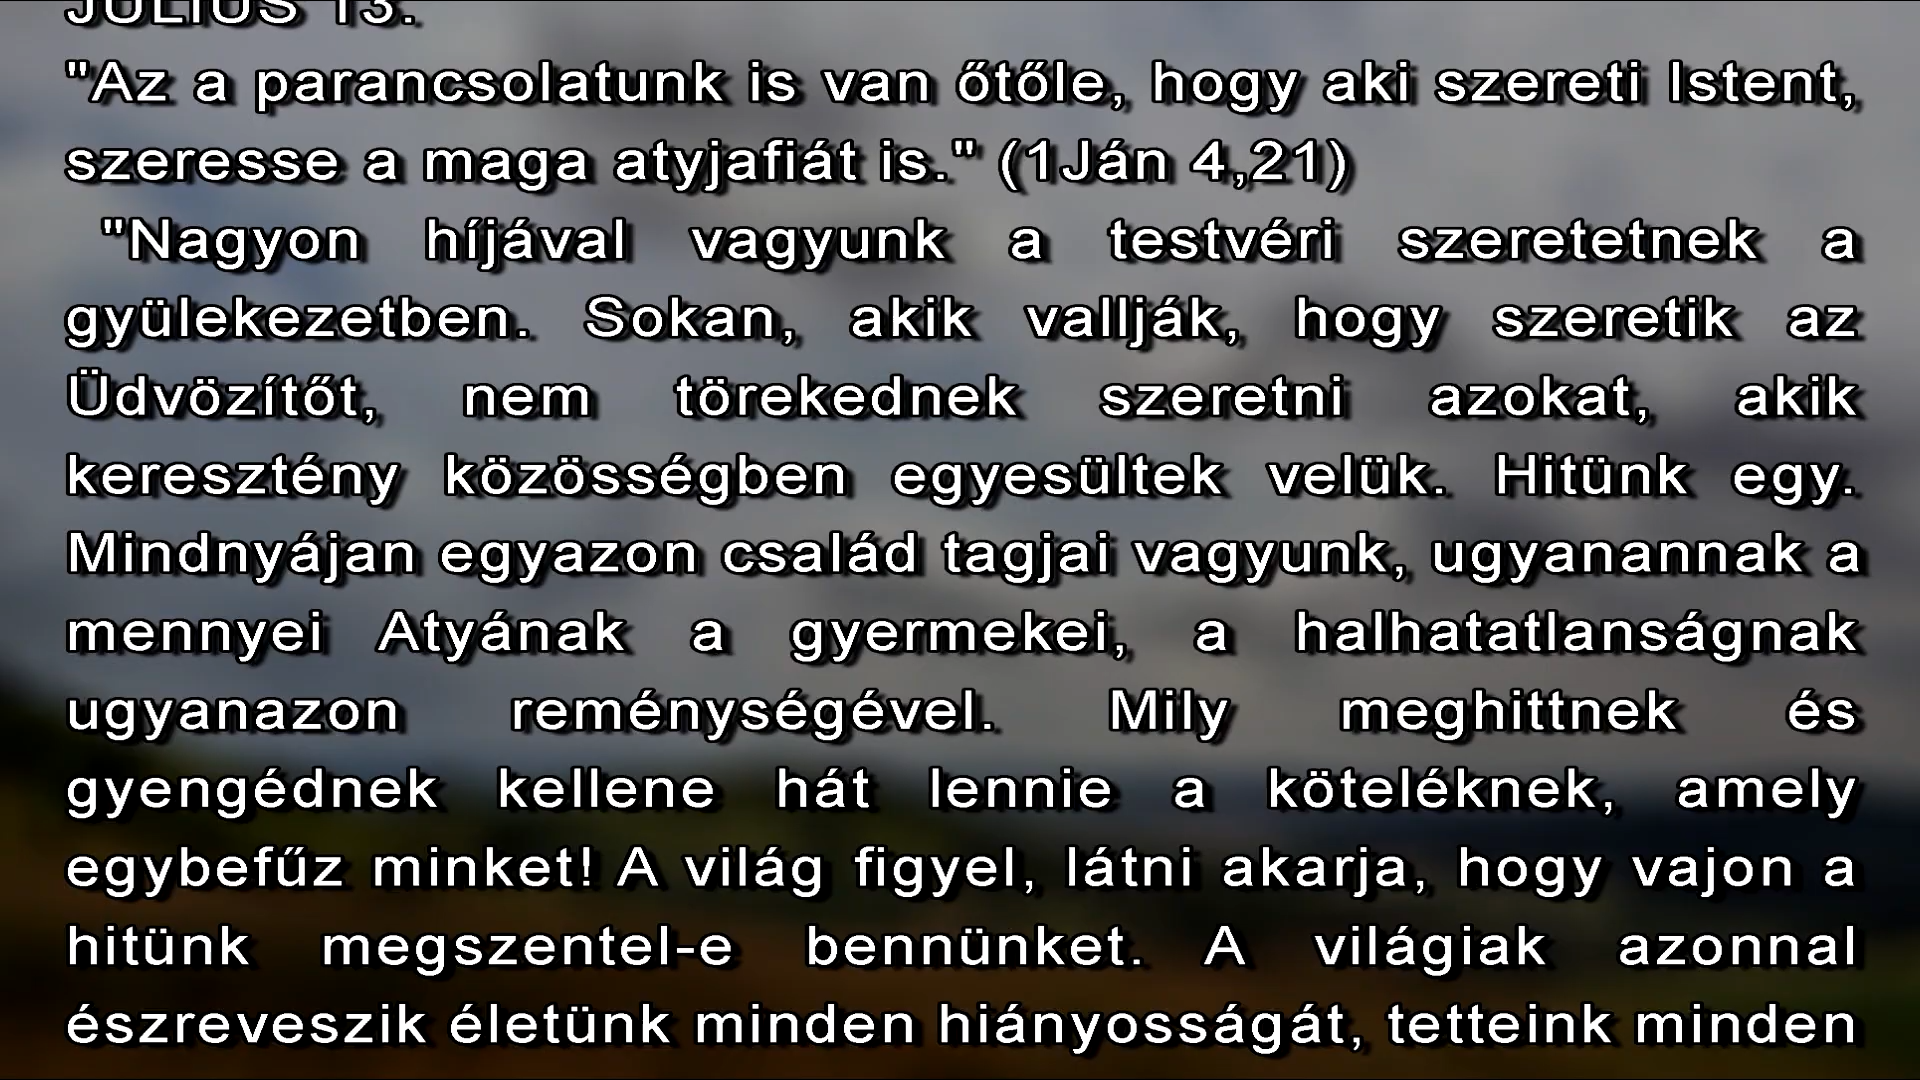 JÚLIUS 13.
"Az a parancsolatunk is van őtőle, hogy aki szereti Istent,
szeresse a maga atyjafiát is." (1Ján 4,21)
"Nagyon híjával vagyunk a testvéri szeretetnek a
gyülekezetben. Sokan, akik vallják, hogy szeretik az
Üdvözítőt, nem törekednek szeretni azokat, akik
keresztény közösségben egyesültek velük. Hitünk egy.
Mindnyájan egyazon család tagjai vagyunk, ugyanannak a
mennyei Atyának a gyermekei, a halhatatlanságnak
ugyanazon reménységével. Mily meghittnek és
gyengédnek kellene hát lennie a köteléknek, amely
egybefűz minket! A világ figyel, látni akarja, hogy vajon a
hitünk megszentel-e bennünket. A világiak azonnal
észreveszik életünk minden hiányosságát, tetteink minden